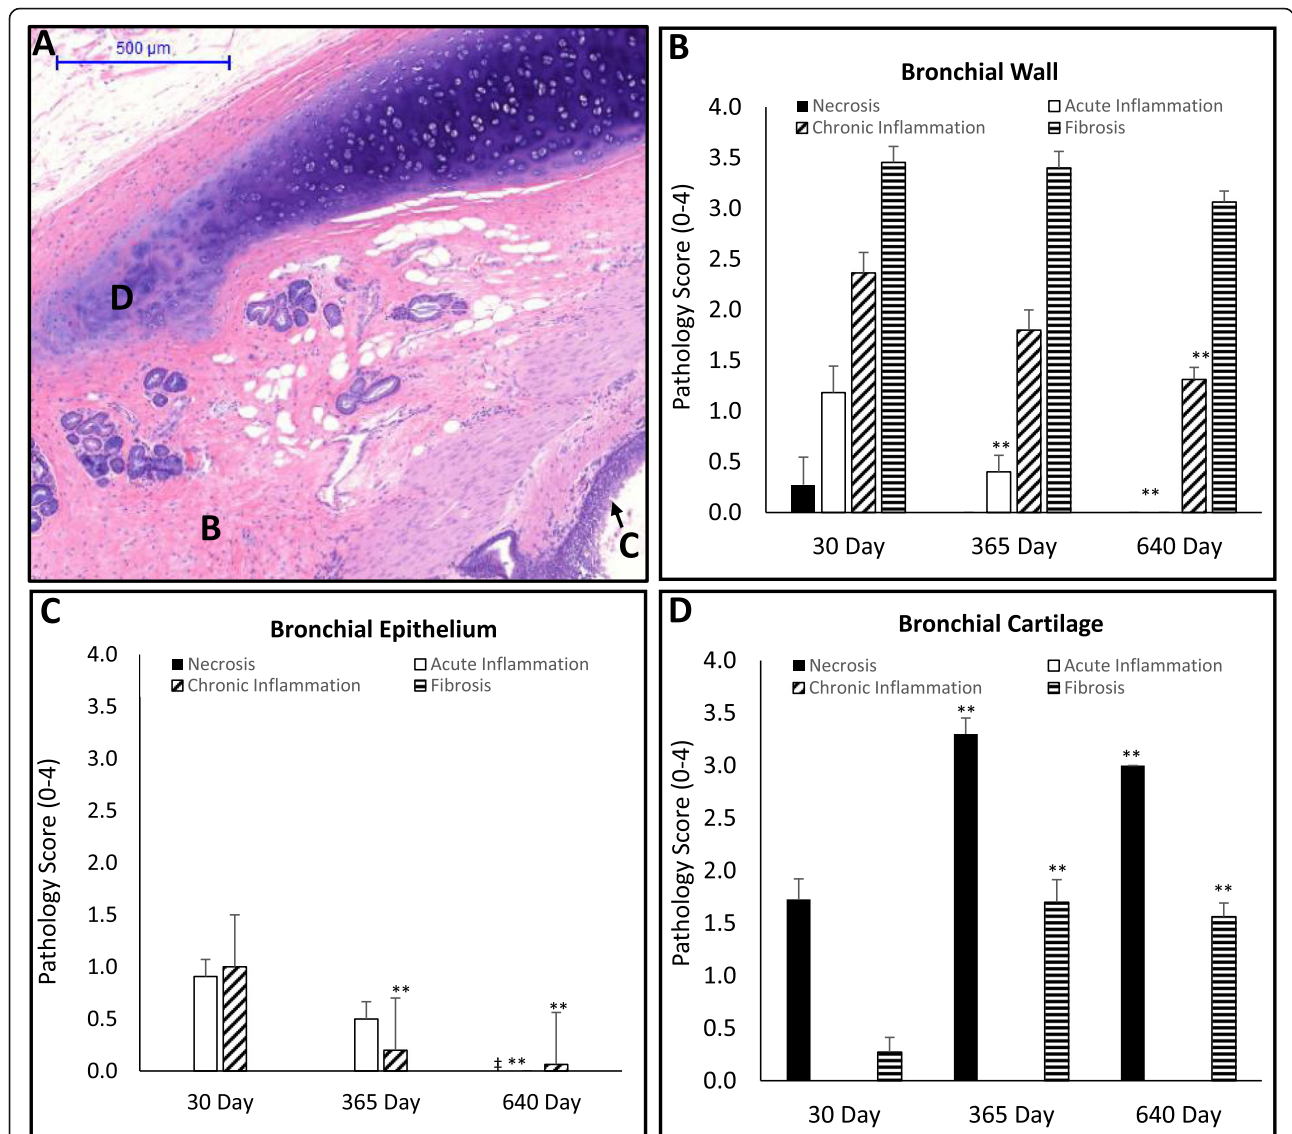 A
500 µm
D
B
C
B
Bronchial Wall
Necrosis
Acute Inflammation
Chronic Inflammation
Fibrosis
Pathology Score (0-4)
4.0
3.5
3.0
2.5
2.0
1.5
1.0
0.5
0.0
**
**
**
30 Day
365 Day
640 Day
C
Bronchial Epithelium
Necrosis
Acute Inflammation
Chronic Inflammation
Fibrosis
Pathology Score (0-4)
4.0
3.5
3.0
2.5
2.0
1.5
1.0
0.5
0.0
**
‡ **
**
30 Day
365 Day
640 Day
D
Bronchial Cartilage
Necrosis
Acute Inflammation
Chronic Inflammation
Fibrosis
Pathology Score (0-4)
4.0
3.5
3.0
2.5
2.0
1.5
1.0
0.5
0.0
**
**
**
**
30 Day
365 Day
640 Day